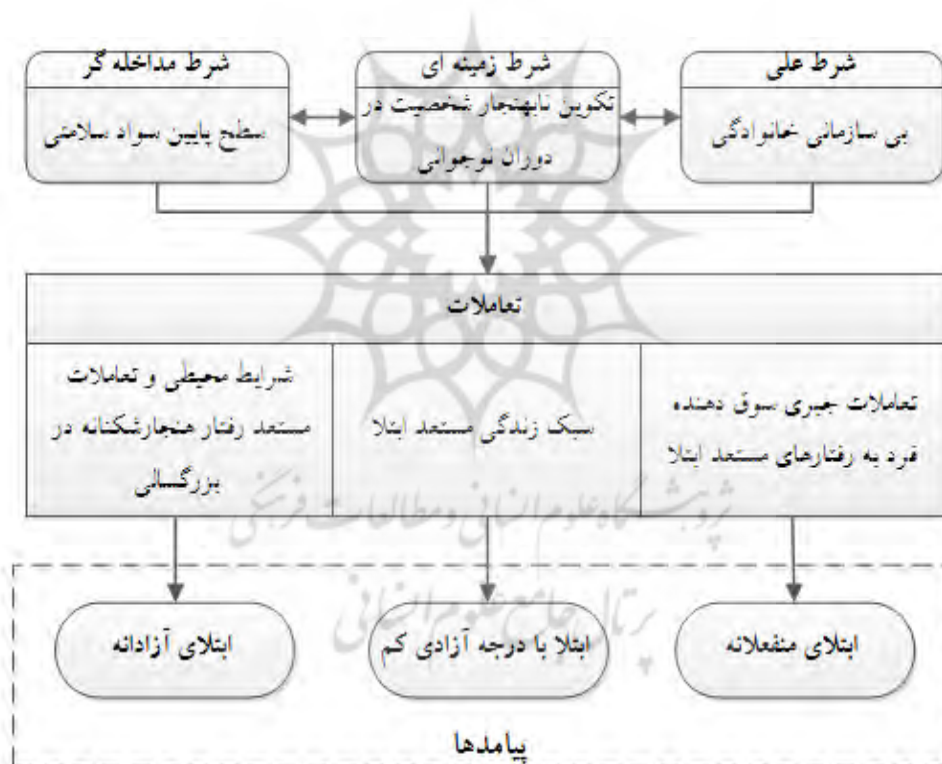 شرط علی
بی سازمانی خانوادگی
شرط زمینه ای
تکوین نابهنجار شخصیت در
دوران نوجوانی
شرط مداخله گر
سطح پایین سواد سلامتی
تعاملات
تعاملات جبری سوق دهنده
فرد به رفتارهای مستعد ابتلا
سبک زندگی مستعد ابتلا
شرایط محیطی و تعاملات
مستعد رفتار هنجارشکنانه در
بزرگسالی
پژوهشگاه علوم انسانی و مطالعات فرهنگی
پرتال جامع علوم انسانی
ابتلای منفعلانه
ابتلا با درجه آزادی کم
ابتلای آزادانه
پیامدها